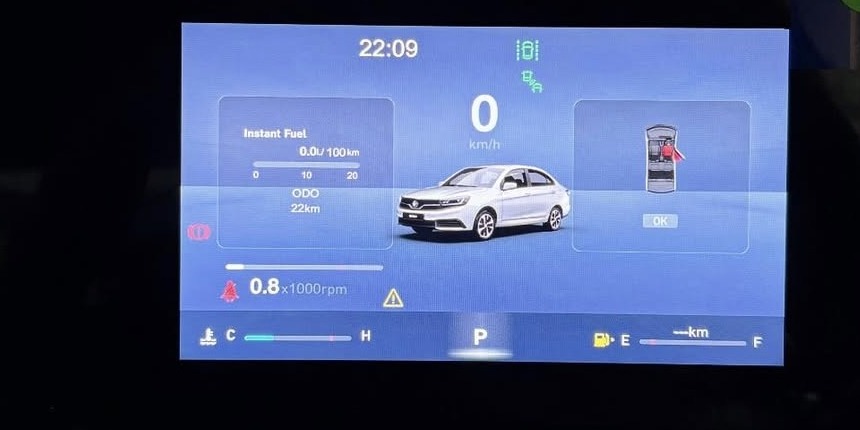 22:09
0
km/h
Instant Fuel
0.0L/100km
0 10 20
ODO
22km
OK
0.8x1000rpm
C H
P
E ---km F